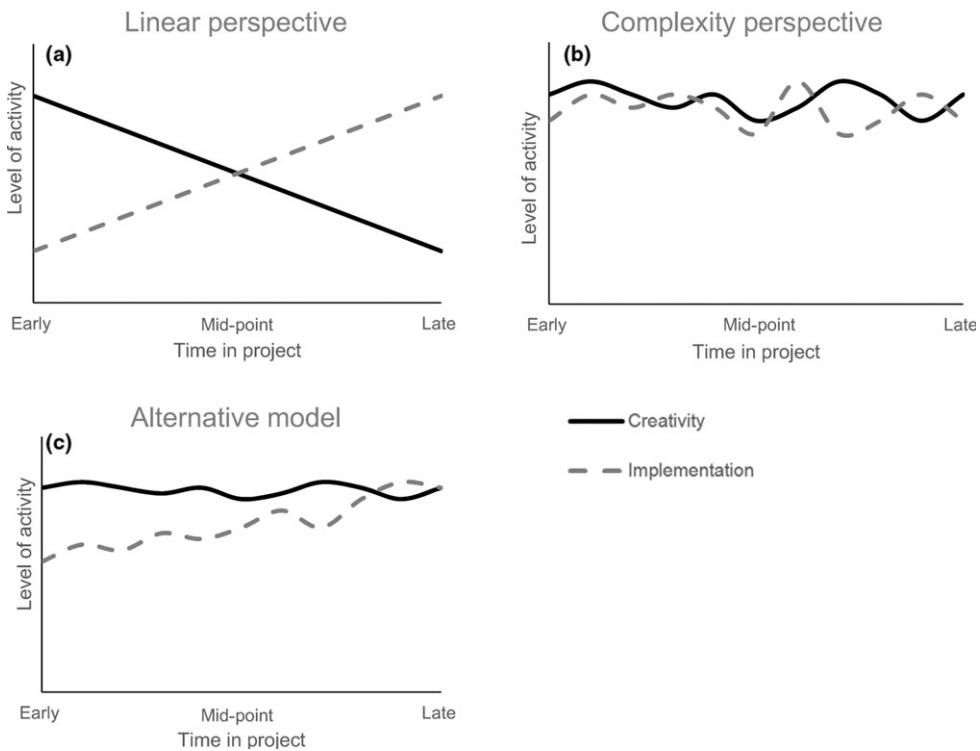 Linear perspective
(a)
Level of activity
Early
Mid-point
Late
Time in project
Complexity perspective
(b)
Level of activity
Early
Mid-point
Late
Time in project
Alternative model
(c)
Level of activity
Early
Mid-point
Late
Time in project
Creativity
Implementation